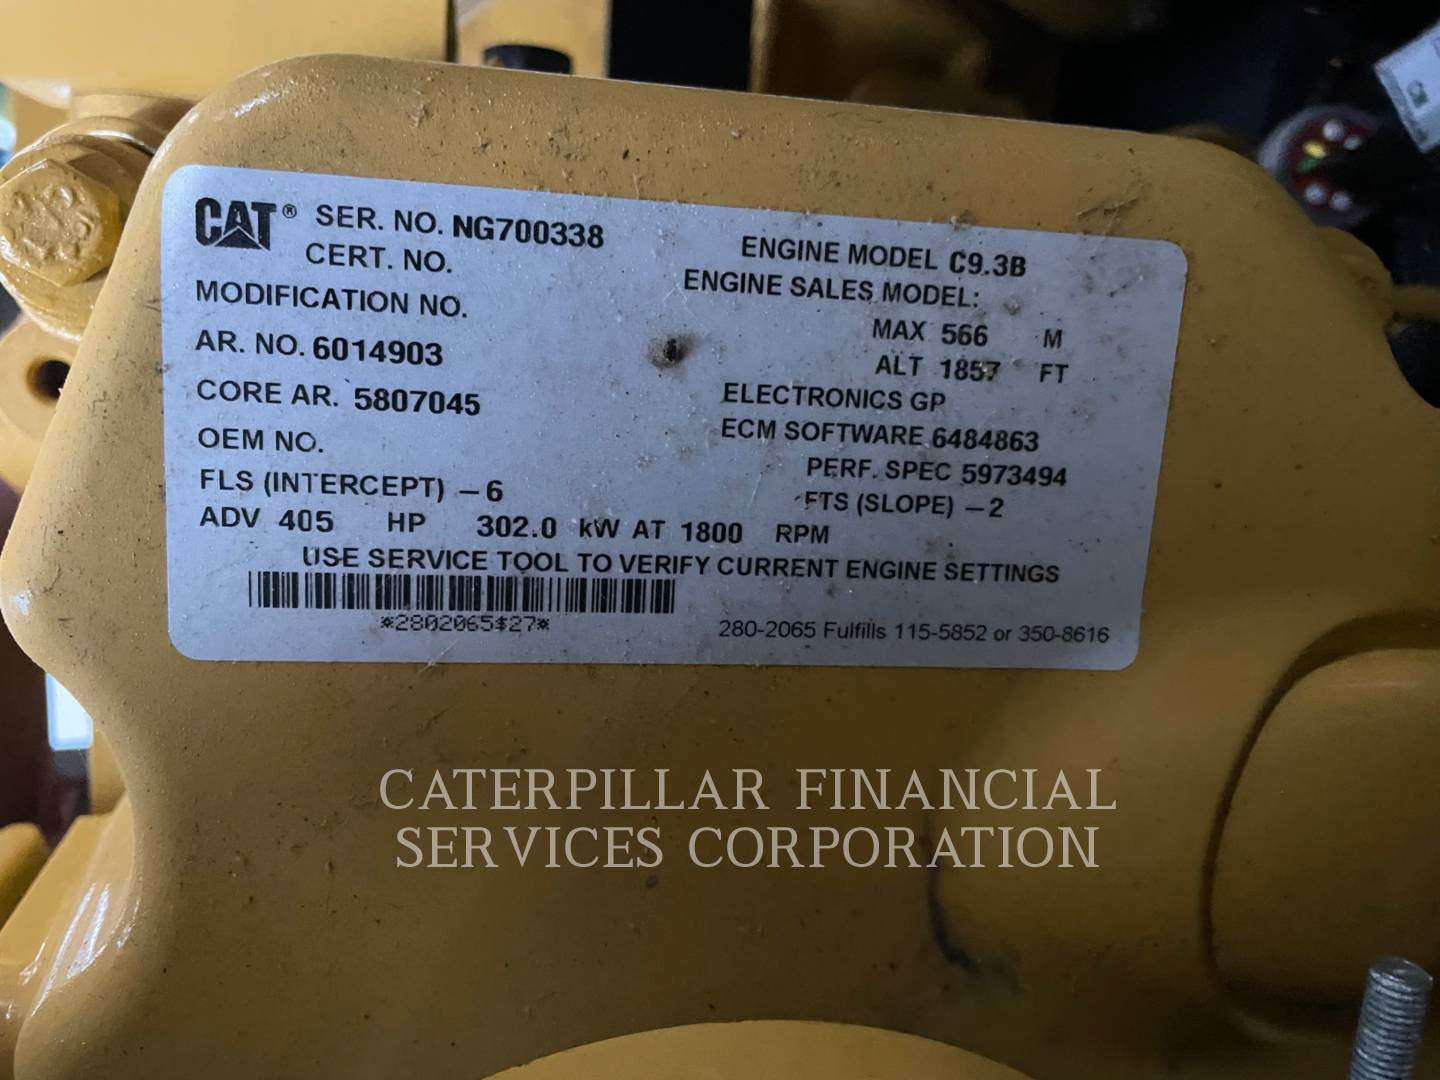 CAT® SER. NO. NG700338
CERT. NO.
MODIFICATION NO.
AR. NO. 6014903
CORE AR. 5807045
OEM NO.
FLS (INTERCEPT) -6
ADV 405 HP 302.0 kW AT 1800 RPM
ENGINE MODEL C9.3B
ENGINE SALES MODEL:
MAX 566 M
ALT 1857 FT
ELECTRONICS GP
ECM SOFTWARE 6484863
PERF. SPEC 5973494
FTS (SLOPE) -2
USE SERVICE TOOL TO VERIFY CURRENT ENGINE SETTINGS
*2802065$27*
280-2065 Fulfills 115-5852 or 350-8616
CATERPILLAR FINANCIAL
SERVICES CORPORATION